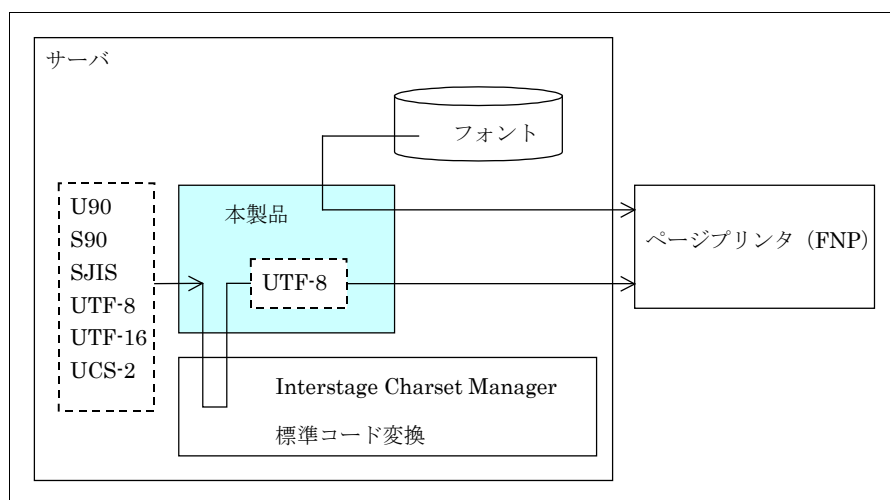 サーバ
フォント
U90
S90
SJIS
UTF-8
UTF-16
UCS-2
本製品
UTF-8
ページプリンタ（FNP）
Interstage Charset Manager
標準コード変換